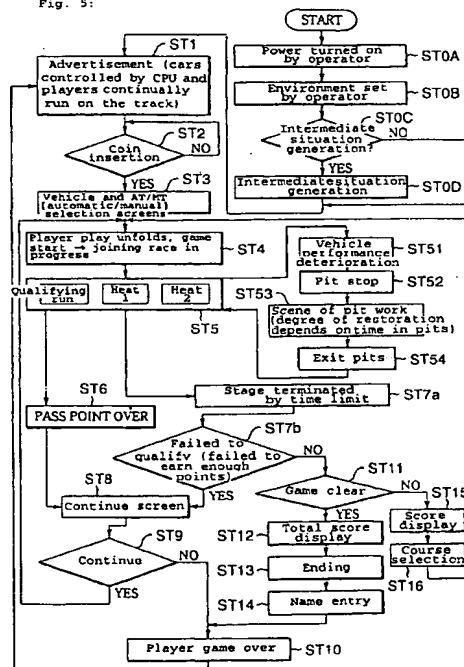 Fig. 5:
START
ST1
Advertisement (cars
controlled by CPU and
players continually
run on the track)
Power turned on
by operator
ST0A
Environment set
by operator
ST0B
ST0C
Intermediate
situation
generation?
NO
YES
Intermediatesituation
generation
ST0D
ST2
Coin
insertion
NO
YES
ST3
Vehicle and AT/MT
[automatic/manual]
selection screens
Player play unfolds, game
start → joining race in
progress
ST4
Qualifying
run
Heat
1
Heat
2
ST5
Vehicle
performance
deterioration
ST51
Pit stop
ST52
ST53
Scene of pit work
(degree of restoration
depends on time in pits)
Exit pits
ST54
ST6
PASS POINT OVER
Stage terminated
by time limit
ST7a
ST7b
Failed to
qualify (failed to
earn enough
points)
NO
YES
ST8
Continue screen
ST11
Game clear
NO
YES
ST15
Score
display
Course
selection
ST16
ST12
Total score
display
ST13
Ending
ST14
Name entry
ST9
Continue
NO
YES
Player game over
ST10